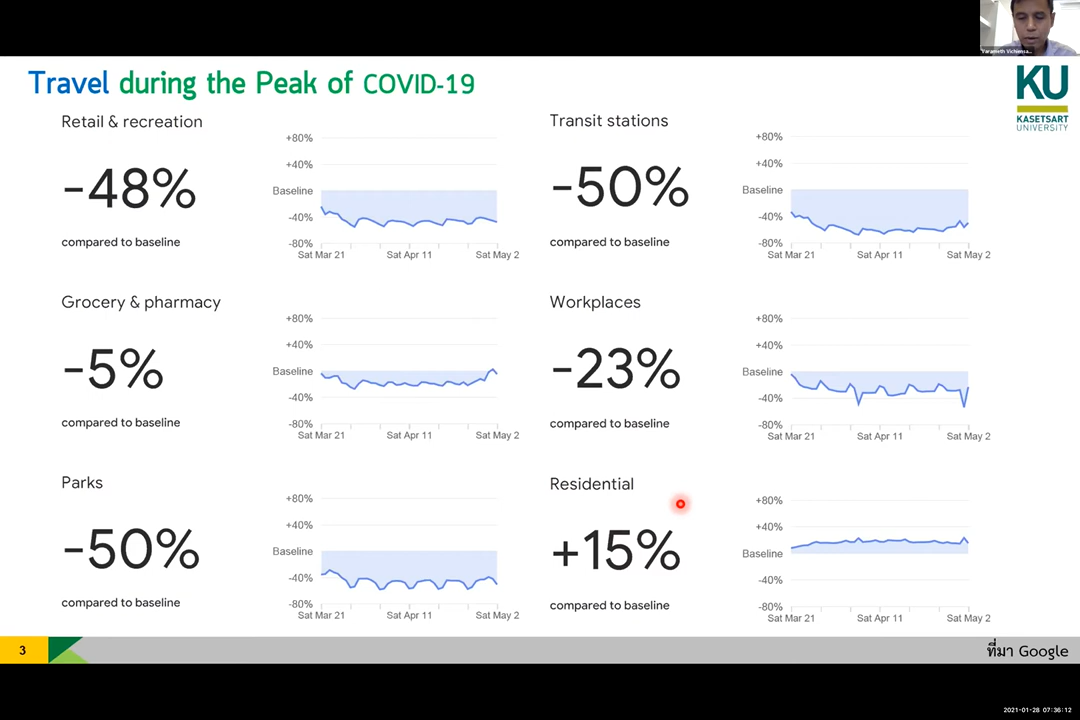 Yarameth Vichiensa...
Travel during the Peak of COVID-19
KU
KASETSART
UNIVERSITY
Retail & recreation
-48%
compared to baseline
+80%
+40%
Baseline
-40%
-80%
Sat Mar 21 Sat Apr 11 Sat May 2
Transit stations
-50%
compared to baseline
+80%
+40%
Baseline
-40%
-80%
Sat Mar 21 Sat Apr 11 Sat May 2
Grocery & pharmacy
-5%
compared to baseline
+80%
+40%
Baseline
-40%
-80%
Sat Mar 21 Sat Apr 11 Sat May 2
Workplaces
-23%
compared to baseline
+80%
+40%
Baseline
-40%
-80%
Sat Mar 21 Sat Apr 11 Sat May 2
Parks
-50%
compared to baseline
+80%
+40%
Baseline
-40%
-80%
Sat Mar 21 Sat Apr 11 Sat May 2
Residential
+15%
compared to baseline
+80%
+40%
Baseline
-40%
-80%
Sat Mar 21 Sat Apr 11 Sat May 2
3
ที่มา Google
2021-01-28 07:36:12